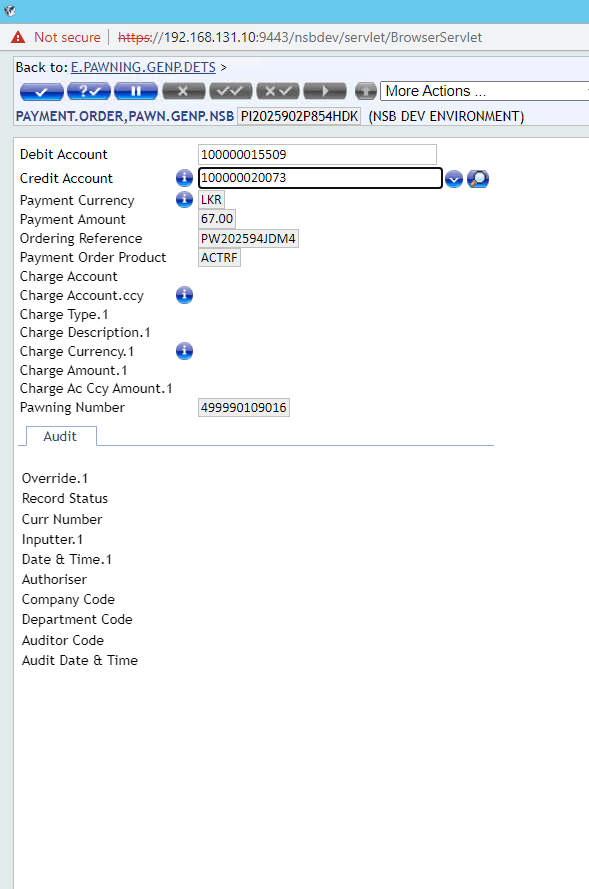 Not secure | https://192.168.131.10:9443/nsbdev/servlet/BrowserServlet
Back to: E.PAWNING.GENP.DETS >
More Actions ...
PAYMENT.ORDER,PAWN.GENP.NSB PI2025902P854HDK (NSB DEV ENVIRONMENT)
Debit Account 100000015509
Credit Account 100000020073
Payment Currency LKR
Payment Amount 67.00
Ordering Reference PW202594JDM4
Payment Order Product ACTRF
Charge Account
Charge Account.ccy
Charge Type.1
Charge Description.1
Charge Currency.1
Charge Amount.1
Charge Ac Ccy Amount.1
Pawning Number 499990109016
Audit
Override.1
Record Status
Curr Number
Inputter.1
Date & Time.1
Authoriser
Company Code
Department Code
Auditor Code
Audit Date & Time